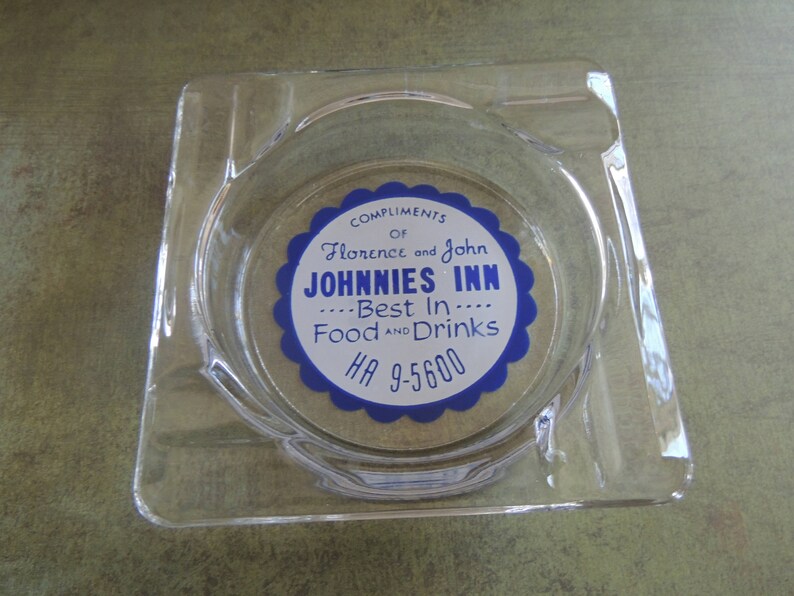 COMPLIMENTS
OF
Florence and John
JOHNNIES INN
····Best In····
Food AND Drinks
HA 9-5600